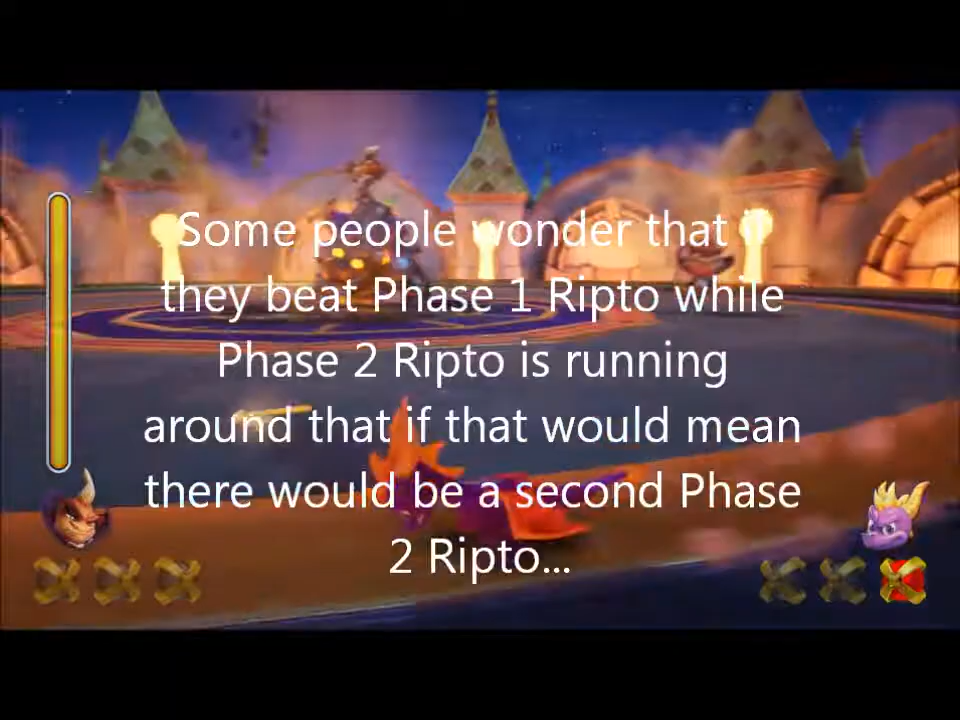 Some people wonder that if
they beat Phase 1 Ripto while
Phase 2 Ripto is running
around that if that would mean
there would be a second Phase
2 Ripto...